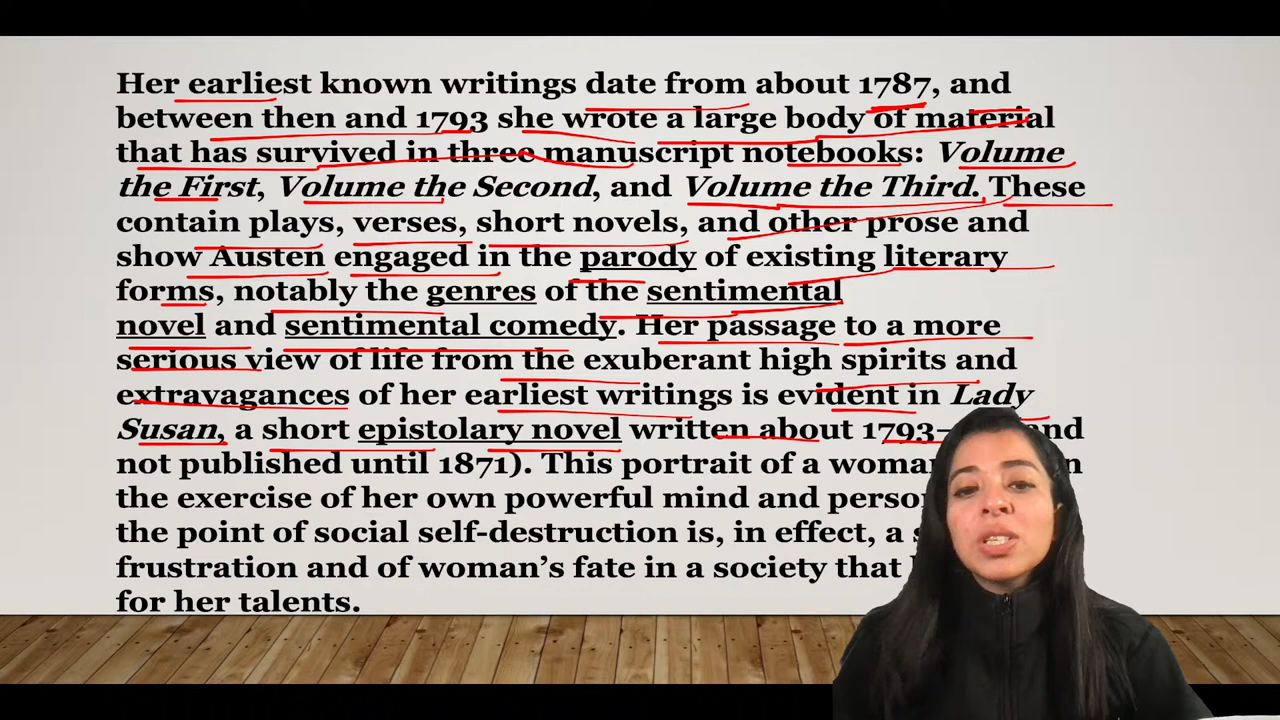 Her earliest known writings date from about 1787, and
between then and 1793 she wrote a large body of material
that has survived in three manuscript notebooks: Volume
the First, Volume the Second, and Volume the Third. These
contain plays, verses, short novels, and other prose and
show Austen engaged in the parody of existing literary
forms, notably the genres of the sentimental
novel and sentimental comedy. Her passage to a more
serious view of life from the exuberant high spirits and
extravagances of her earliest writings is evident in Lady
Susan, a short epistolary novel written about 1793– and
not published until 1871). This portrait of a
the exercise of her own powerful mind and
the point of social self-destruction is, in effect, a
frustration and of woman’s fate in a society that
for her talents.